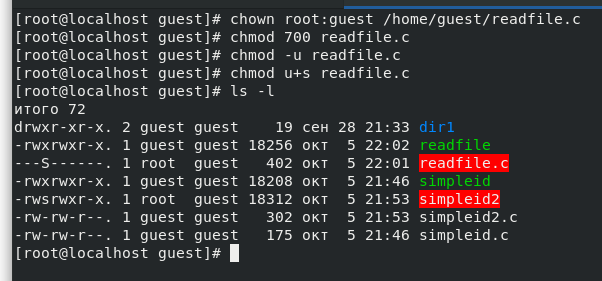 [root@localhost guest]# chown root:guest /home/guest/readfile.c
[root@localhost guest]# chmod 700 readfile.c
[root@localhost guest]# chmod -u readfile.c
[root@localhost guest]# chmod u+s readfile.c
[root@localhost guest]# ls -l
итого 72
drwxr-xr-x. 2 guest guest    19 сен 28 21:33 dir1
-rwxrwxr-x. 1 guest guest 18256 окт  5 22:02 readfile
---S------. 1 root  guest   402 окт  5 22:01 readfile.c
-rwxrwxr-x. 1 guest guest 18208 окт  5 21:46 simpleid
-rwsrwxr-x. 1 root  guest 18312 окт  5 21:53 simpleid2
-rw-rw-r--. 1 guest guest   302 окт  5 21:53 simpleid2.c
-rw-rw-r--. 1 guest guest   175 окт  5 21:46 simpleid.c
[root@localhost guest]#